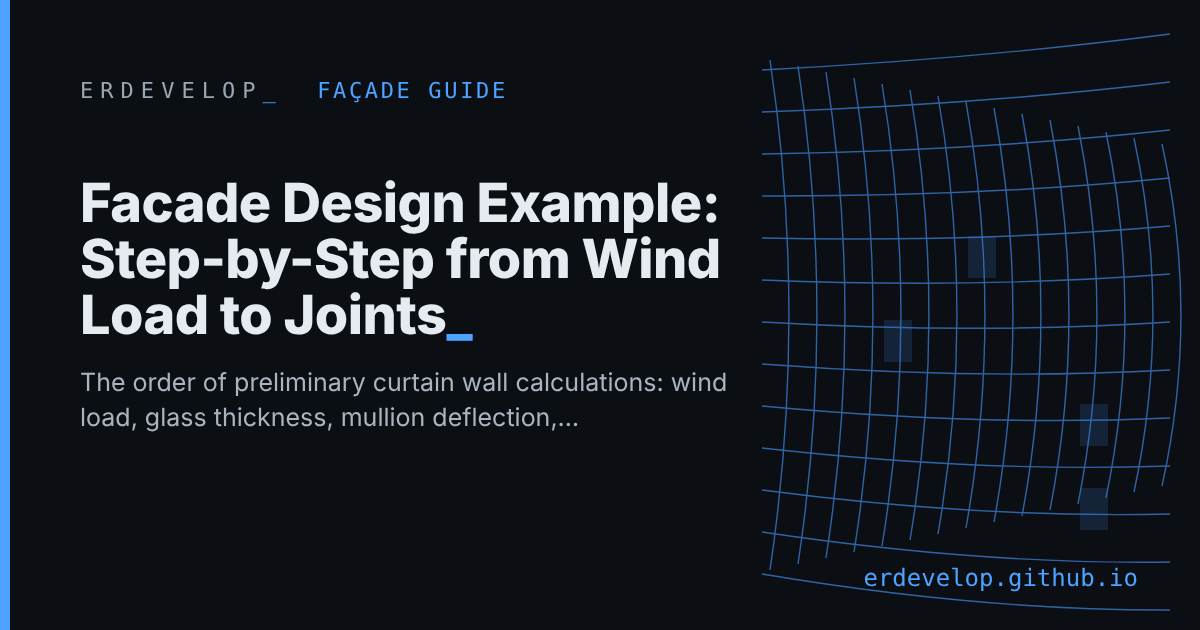 ERDEVELOP_ FAÇADE GUIDE
Facade Design Example:
Step-by-Step from Wind
Load to Joints_
The order of preliminary curtain wall calculations: wind
load, glass thickness, mullion deflection,...
erdevelop.github.io